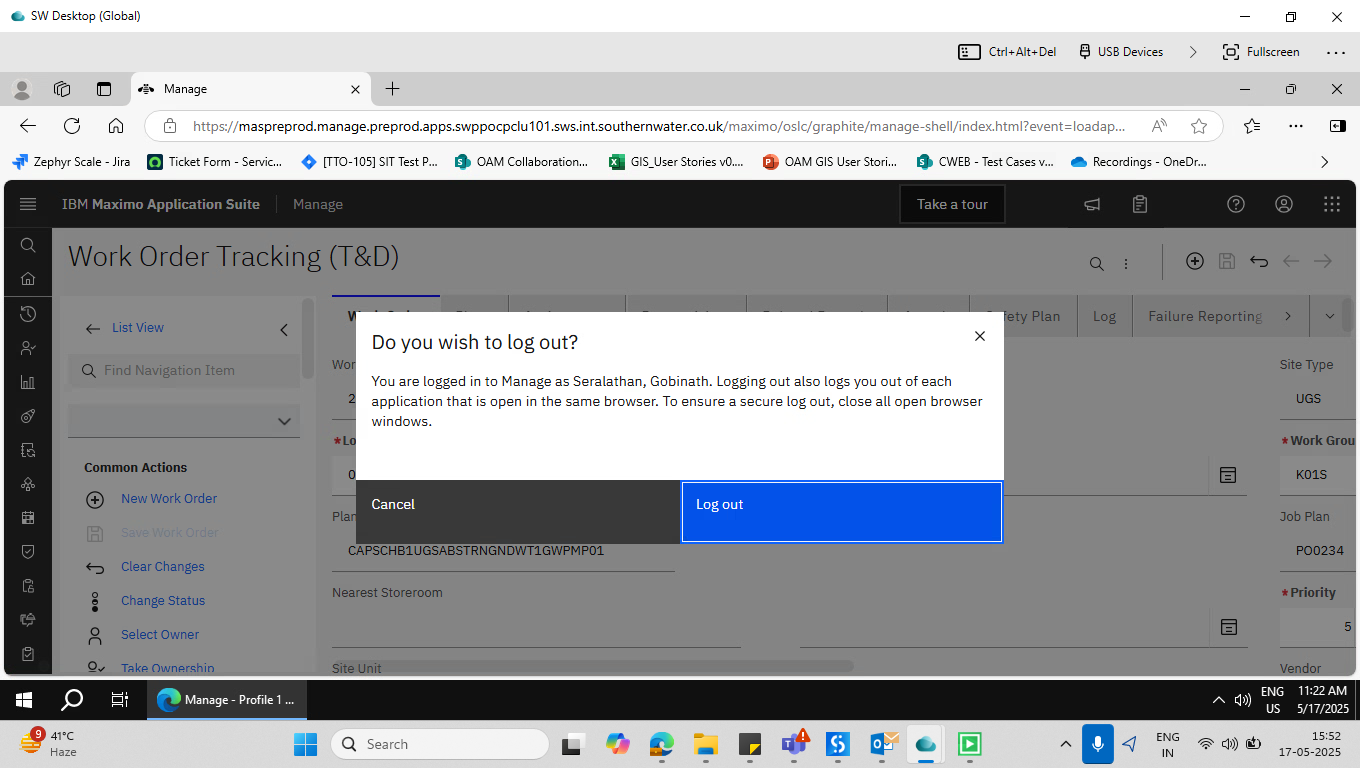 SW Desktop (Global)
Ctrl+Alt+Del
USB Devices
Fullscreen
Manage
https://maspreprod.manage.preprod.apps.swppocpclu101.sws.int.southernwater.co.uk/maximo/oslc/graphite/manage-shell/index.html?event=loadap...
Zephyr Scale - Jira
Ticket Form - Servic...
[TTO-105] SIT Test P...
OAM Collaboration...
GIS_User Stories v0....
OAM GIS User Stori...
CWEB - Test Cases v...
Recordings - OneDr...
IBM Maximo Application Suite
Manage
Take a tour
Work Order Tracking (T&D)
List View
Find Navigation Item
Safety Plan
Log
Failure Reporting
Site Type
UGS
Do you wish to log out?
You are logged in to Manage as Seralathan, Gobinath. Logging out also logs you out of each
application that is open in the same browser. To ensure a secure log out, close all open browser
windows.
Cancel
Log out
*Work Grou
K01S
Job Plan
PO0234
*Priority
5
Vendor
CAPSCHB1UGSABSTRNGNDWT1GWPMP01
Nearest Storeroom
Site Unit
Common Actions
New Work Order
Save Work Order
Clear Changes
Change Status
Select Owner
Take Ownership
Manage - Profile 1 ...
ENG
US
11:22 AM
5/17/2025
9
41°C
Haze
Search
ENG
IN
15:52
17-05-2025